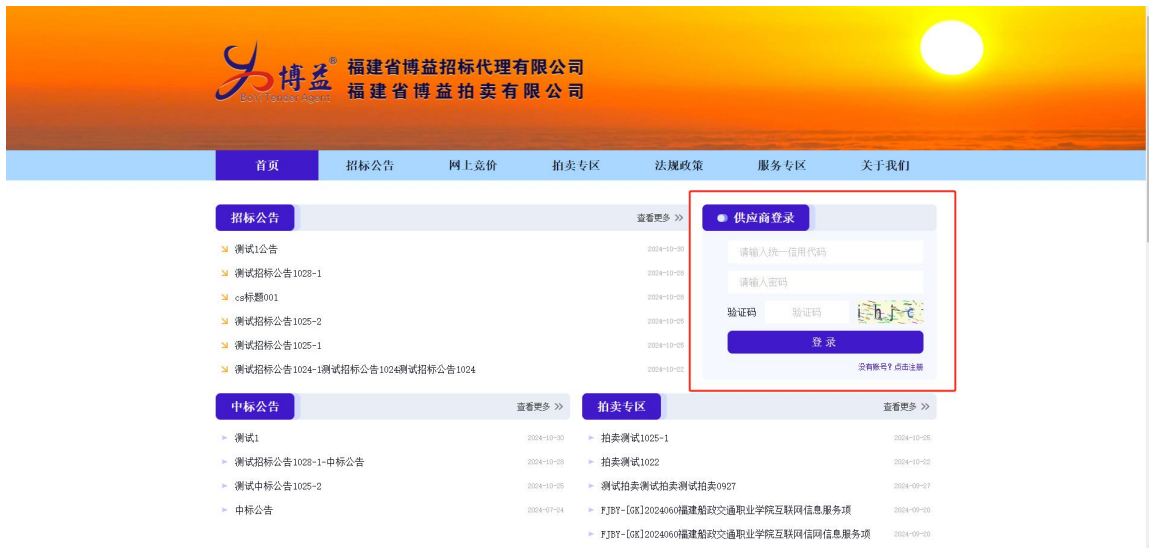 博益®
BoYi Tender Agent
福建省博益招标代理有限公司
福建省博益拍卖有限公司
首页 招标公告 网上竞价 拍卖专区 法规政策 服务专区 关于我们
招标公告 查看更多 >>
测试1公告 2024-10-30
测试招标公告1028-1 2024-10-28
cs标题001 2024-10-28
测试招标公告1025-2 2024-10-25
测试招标公告1025-1 2024-10-25
测试招标公告1024-1测试招标公告1024测试招标公告1024 2024-10-22
供应商登录
请输入统一信用代码
请输入密码
验证码 验证码
登录
没有账号？点击注册
中标公告 查看更多 >>
测试1 2024-10-30
测试招标公告1028-1-中标公告 2024-10-28
测试中标公告1025-2 2024-10-25
中标公告 2024-07-24
拍卖专区 查看更多 >>
拍卖测试1025-1 2024-10-25
拍卖测试1022 2024-10-22
测试拍卖测试拍卖测试拍卖0927 2024-09-27
FJBY-[GK]2024060福建船政交通职业学院互联网信息服务项 2024-09-20
FJBY-[GK]2024060福建船政交通职业学院互联网信网信息服务项 2024-09-20